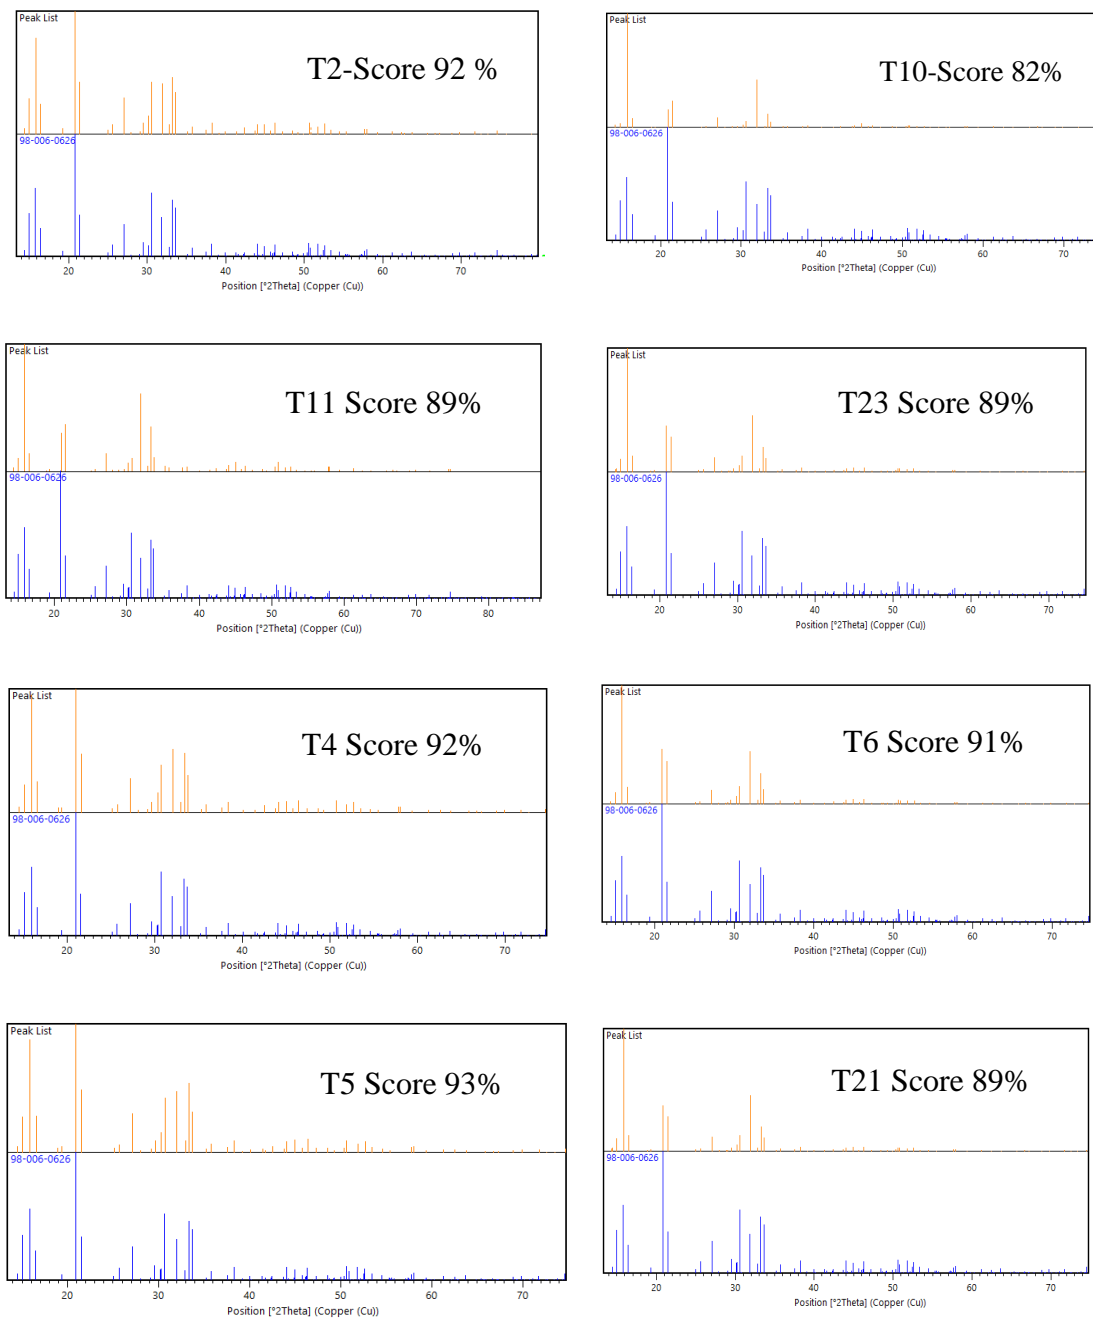 Peak List
T2-Score 92 %
98-006-0626
20 30 40 50 60 70
Position [°2Theta] (Copper (Cu))
Peak List
T10-Score 82%
98-006-0626
20 30 40 50 60 70
Position [°2Theta] (Copper (Cu))
Peak List
T11 Score 89%
98-006-0626
20 30 40 50 60 70 80
Position [°2Theta] (Copper (Cu))
Peak List
T23 Score 89%
98-006-0626
20 30 40 50 60 70
Position [°2Theta] (Copper (Cu))
Peak List
T4 Score 92%
98-006-0626
20 30 40 50 60 70
Position [°2Theta] (Copper (Cu))
Peak List
T6 Score 91%
98-006-0626
20 30 40 50 60 70
Position [°2Theta] (Copper (Cu))
Peak List
T5 Score 93%
98-006-0626
20 30 40 50 60 70
Position [°2Theta] (Copper (Cu))
Peak List
T21 Score 89%
98-006-0626
20 30 40 50 60 70
Position [°2Theta] (Copper (Cu))